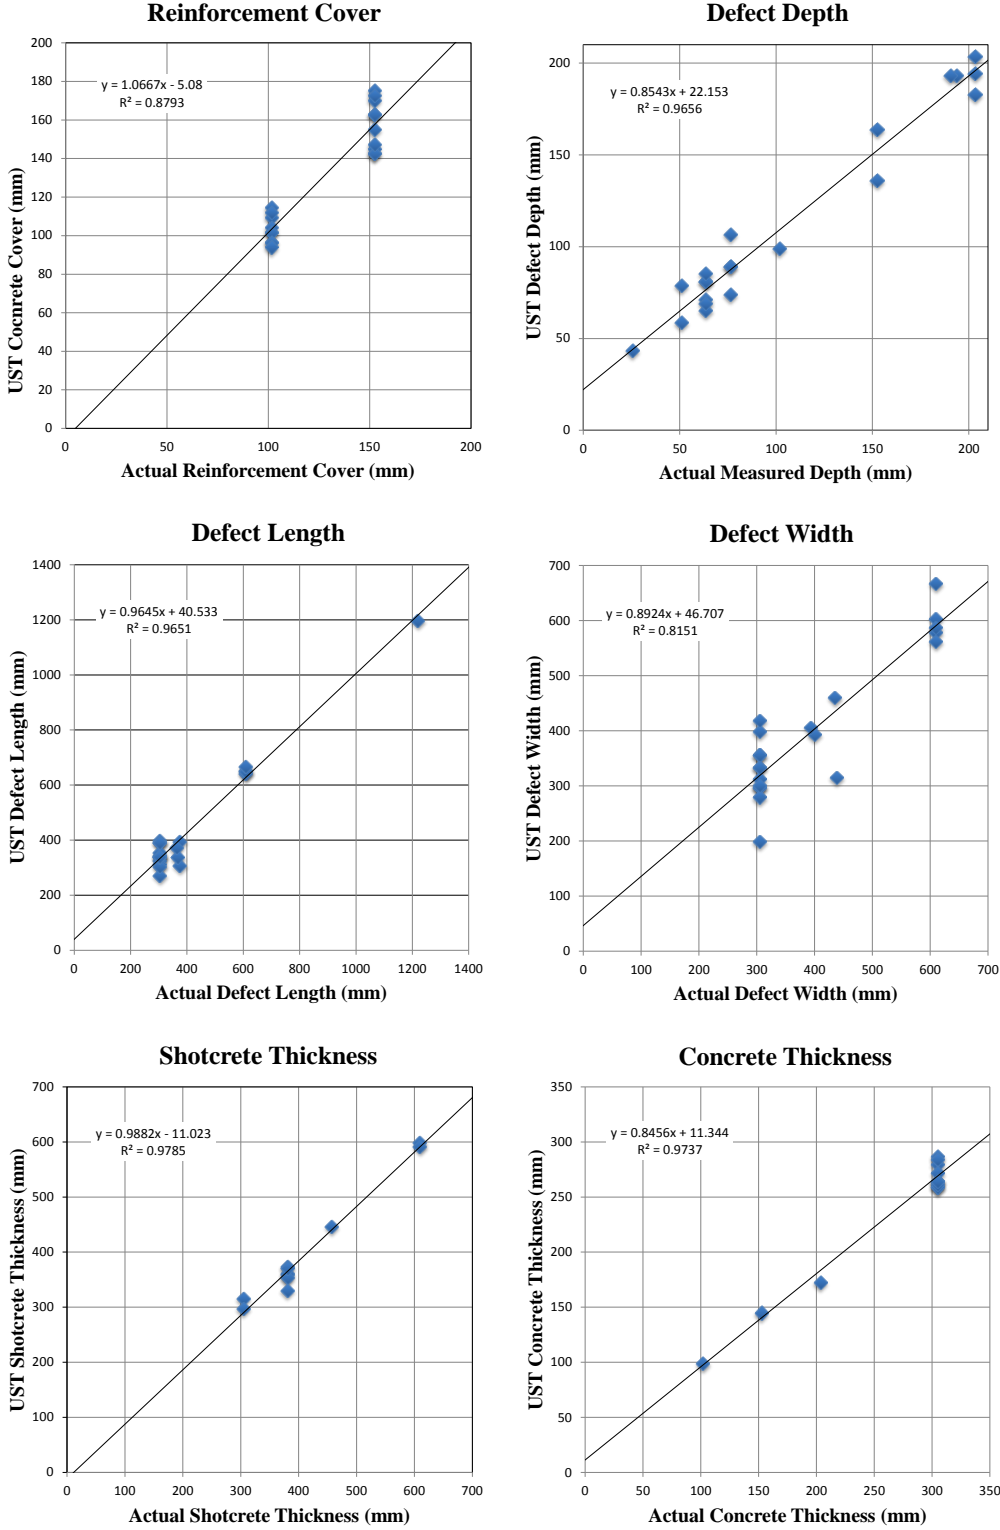 Reinforcement Cover
y = 1.0667x - 5.08
R² = 0.8793
UST Cocnrete Cover (mm)
200
180
160
140
120
100
80
60
40
20
0
0 50 100 150 200
Actual Reinforcement Cover (mm)
Defect Depth
y = 0.8543x + 22.153
R² = 0.9656
UST Defect Depth (mm)
200
150
100
50
0
0 50 100 150 200
Actual Measured Depth (mm)
Defect Length
y = 0.9645x + 40.533
R² = 0.9651
UST Defect Length (mm)
1400
1200
1000
800
600
400
200
0
0 200 400 600 800 1000 1200 1400
Actual Defect Length (mm)
Defect Width
y = 0.8924x + 46.707
R² = 0.8151
UST Defect Width (mm)
700
600
500
400
300
200
100
0
0 100 200 300 400 500 600 700
Actual Defect Width (mm)
Shotcrete Thickness
y = 0.9882x - 11.023
R² = 0.9785
UST Shotcrete Thickness (mm)
700
600
500
400
300
200
100
0
0 100 200 300 400 500 600 700
Actual Shotcrete Thickness (mm)
Concrete Thickness
y = 0.8456x + 11.344
R² = 0.9737
UST Concrete Thickness (mm)
350
300
250
200
150
100
50
0
0 50 100 150 200 250 300 350
Actual Concrete Thickness (mm)